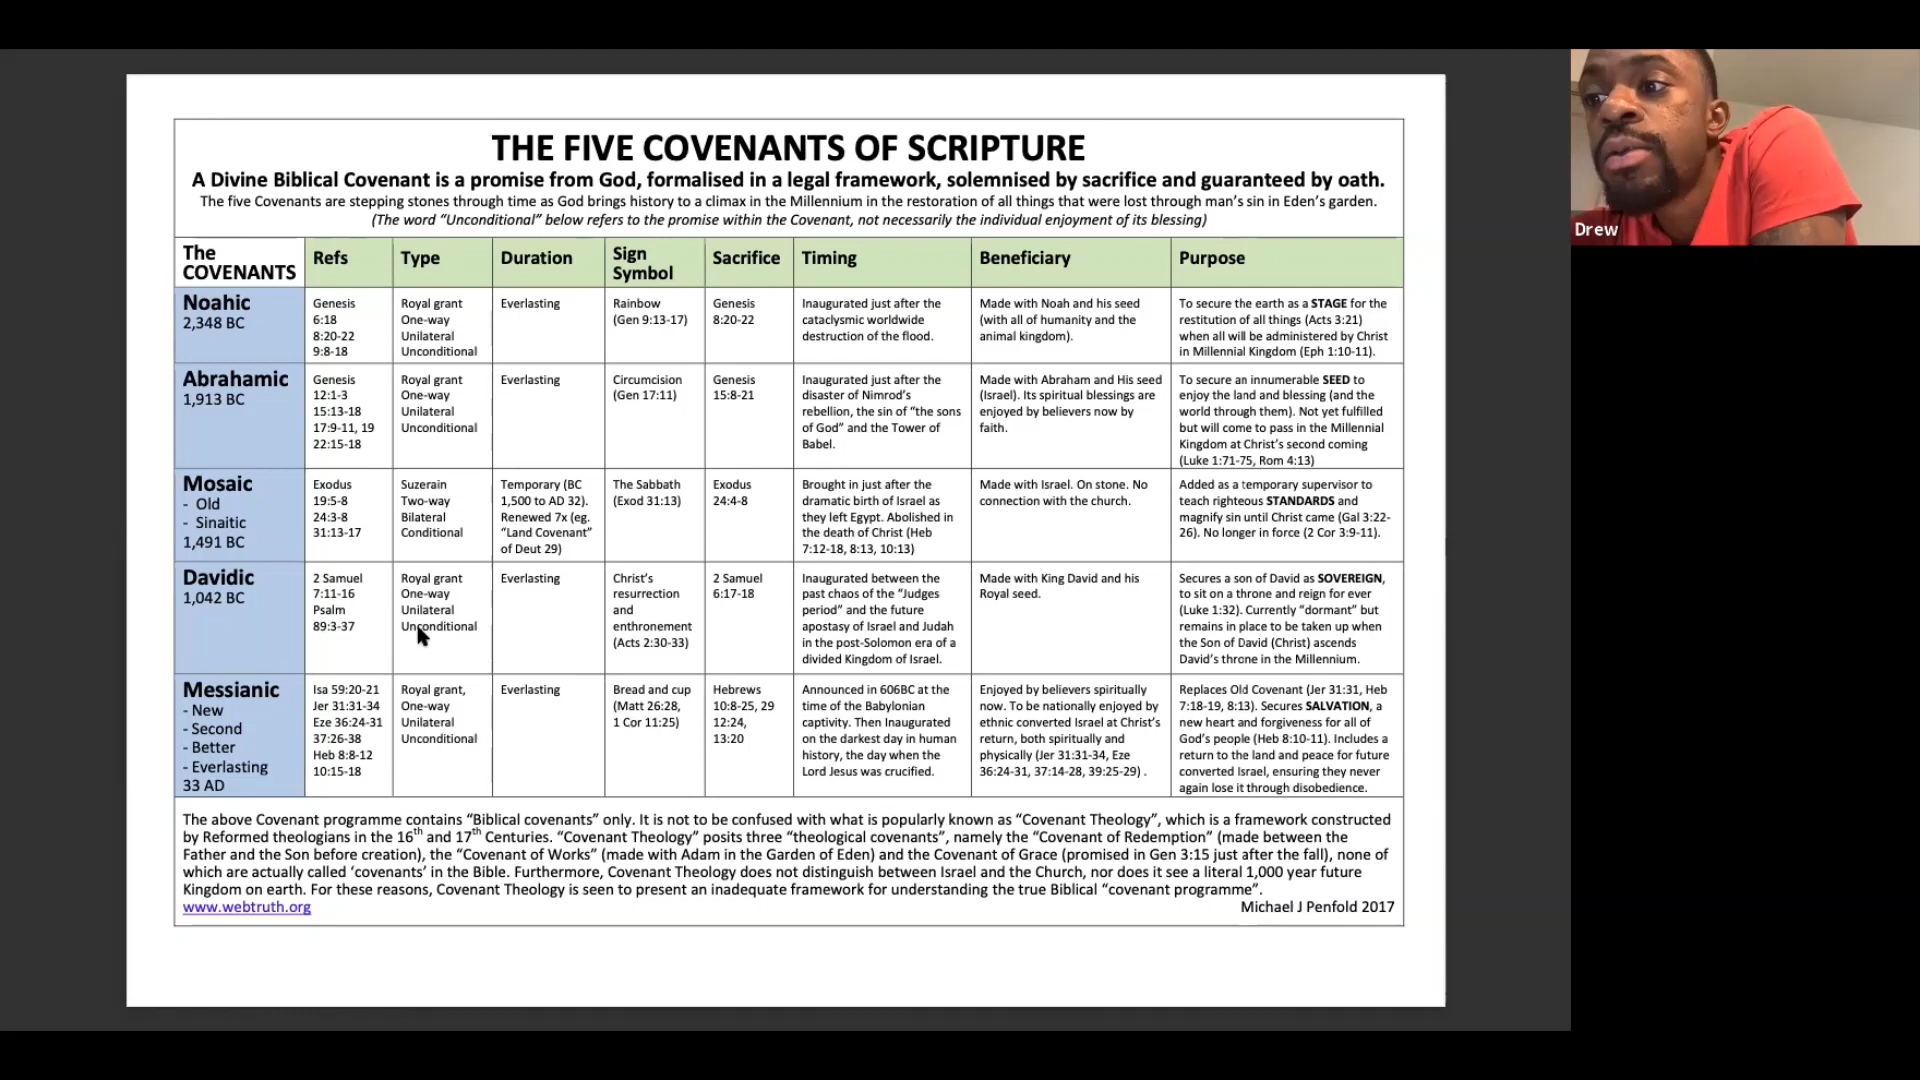 THE FIVE COVENANTS OF SCRIPTURE
A Divine Biblical Covenant is a promise from God, formalised in a legal framework, solemnised by sacrifice and guaranteed by oath.
The five Covenants are stepping stones through time as God brings history to a climax in the Millennium in the restoration of all things that were lost through man's sin in Eden's garden.
(The word "Unconditional" below refers to the promise within the Covenant, not necessarily the individual enjoyment of its blessing)
The
COVENANTS
Refs
Type
Duration
Sign
Symbol
Sacrifice
Timing
Beneficiary
Purpose
Noahic
2,348 BC
Genesis
6:18
8:20-22
9:8-18
Royal grant
One-way
Unilateral
Unconditional
Everlasting
Rainbow
(Gen 9:13-17)
Genesis
8:20-22
Inaugurated just after the
cataclysmic worldwide
destruction of the flood.
Made with Noah and his seed
(with all of humanity and the
animal kingdom).
To secure the earth as a STAGE for the
restitution of all things (Acts 3:21)
when all will be administered by Christ
in Millennial Kingdom (Eph 1:10-11).
Abrahamic
1,913 BC
Genesis
12:1-3
15:13-18
17:9-11, 19
22:15-18
Royal grant
One-way
Unilateral
Unconditional
Everlasting
Circumcision
(Gen 17:11)
Genesis
15:8-21
Inaugurated just after the
disaster of Nimrod's
rebellion, the sin of "the sons
of God" and the Tower of
Babel.
Made with Abraham and His seed
(Israel). Its spiritual blessings are
enjoyed by believers now by
faith.
To secure an innumerable SEED to
enjoy the land and blessing (and the
world through them). Not yet fulfilled
but will come to pass in the Millennial
Kingdom at Christ's second coming
(Luke 1:71-75, Rom 4:13)
Mosaic
- Old
- Sinaitic
1,491 BC
Exodus
19:5-8
24:3-8
31:13-17
Suzerain
Two-way
Bilateral
Conditional
Temporary (BC
1,500 to AD 32).
Renewed 7x (eg.
"Land Covenant"
of Deut 29)
The Sabbath
(Exod 31:13)
Exodus
24:4-8
Brought in just after the
dramatic birth of Israel as
they left Egypt. Abolished in
the death of Christ (Heb
7:12-18, 8:13, 10:13)
Made with Israel. On stone. No
connection with the church.
Added as a temporary supervisor to
teach righteous STANDARDS and
magnify sin until Christ came (Gal 3:22-
26). No longer in force (2 Cor 3:9-11).
Davidic
1,042 BC
2 Samuel
7:11-16
Psalm
89:3-37
Royal grant
One-way
Unilateral
Unconditional
Everlasting
Christ's
resurrection
and
enthronement
(Acts 2:30-33)
2 Samuel
6:17-18
Inaugurated between the
past chaos of the "Judges
period" and the future
apostasy of Israel and Judah
in the post-Solomon era of a
divided Kingdom of Israel.
Made with King David and his
Royal seed.
Secures a son of David as SOVEREIGN,
to sit on a throne and reign for ever
(Luke 1:32). Currently "dormant" but
remains in place to be taken up when
the Son of David (Christ) ascends
David's throne in the Millennium.
Messianic
- New
- Second
- Better
- Everlasting
33 AD
Isa 59:20-21
Jer 31:31-34
Eze 36:24-31
37:26-38
Heb 8:8-12
10:15-18
Royal grant,
One-way
Unilateral
Unconditional
Everlasting
Bread and cup
(Matt 26:28,
1 Cor 11:25)
Hebrews
10:8-25, 29
12:24,
13:20
Announced in 606BC at the
time of the Babylonian
captivity. Then Inaugurated
on the darkest day in human
history, the day when the
Lord Jesus was crucified.
Enjoyed by believers spiritually
now. To be nationally enjoyed by
ethnic converted Israel at Christ's
return, both spiritually and
physically (Jer 31:31-34, Eze
36:24-31, 37:14-28, 39:25-29) .
Replaces Old Covenant (Jer 31:31, Heb
7:18-19, 8:13). Secures SALVATION, a
new heart and forgiveness for all of
God's people (Heb 8:10-11). Includes a
return to the land and peace for future
converted Israel, ensuring they never
again lose it through disobedience.
The above Covenant programme contains "Biblical covenants" only. It is not to be confused with what is popularly known as "Covenant Theology", which is a framework constructed
by Reformed theologians in the 16th and 17th Centuries. "Covenant Theology" posits three "theological covenants", namely the "Covenant of Redemption" (made between the
Father and the Son before creation), the "Covenant of Works" (made with Adam in the Garden of Eden) and the Covenant of Grace (promised in Gen 3:15 just after the fall), none of
which are actually called 'covenants' in the Bible. Furthermore, Covenant Theology does not distinguish between Israel and the Church, nor does it see a literal 1,000 year future
Kingdom on earth. For these reasons, Covenant Theology is seen to present an inadequate framework for understanding the true Biblical "covenant programme".
www.webtruth.org
Michael J Penfold 2017
Drew